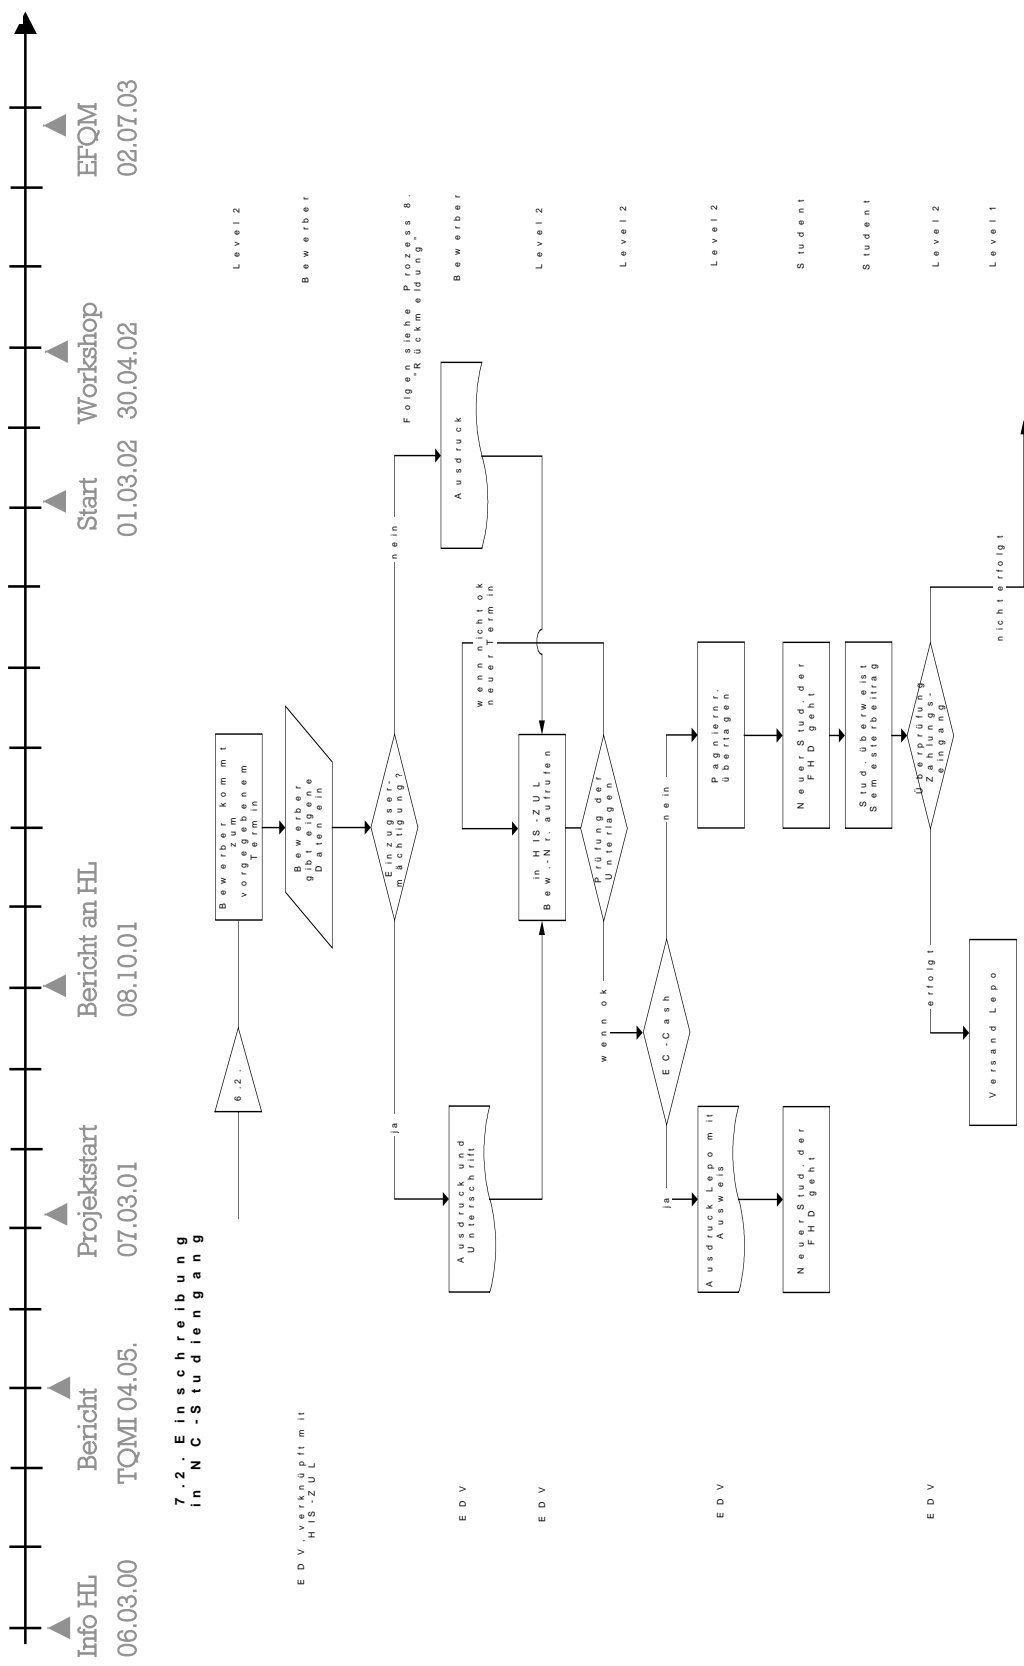 Info HL
06.03.00
Bericht
TQMI 04.05.
Projektstart
07.03.01
Bericht an HL
08.10.01
Start
01.03.02
Workshop
30.04.02
EFQM
02.07.03
7.2. Einschreibung
in NC-Studiengang
6.2.
Bewerber kommt
zum
vorgegebenem
Termin
Level 2
EDV, verknüpft mit
HIS-ZUL
Bewerber
gibt eigene
Daten ein
Bewerber
Einzugser-
mächtigung?
ja
nein
Folgen siehe Prozess 8.
"Rückmeldung"
EDV
Ausdruck und
Unterschrift
Ausdruck
Bewerber
wenn nicht ok
neuer Termin
EDV
in HIS-ZUL
Bew.-Nr. aufrufen
Level 2
Prüfung der
Unterlagen
Level 2
wenn ok
EC-Cash
ja
nein
EDV
Ausdruck Lepo mit
Ausweis
Pagniernr.
übertagen
Level 2
Neuer Stud. der
FHD geht
Neuer Stud. der
FHD geht
Student
Stud. überweist
Semesterbeitrag
Student
EDV
Überprüfung
Zahlungs-
eingang
Level 2
erfolgt
nicht erfolgt
Versand Lepo
Level 1